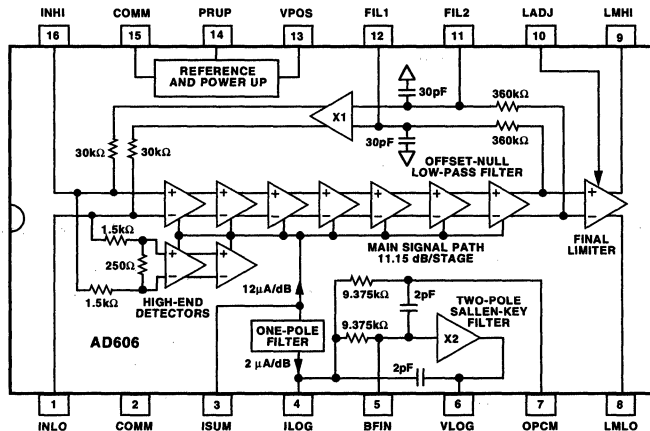 INHI COMM PRUP VPOS FIL1 FIL2 LADJ LMHI
16 15 14 13 12 11 10 9
REFERENCE
AND POWER UP
30pF
360kΩ
X1
30kΩ 30kΩ
30pF
360kΩ
OFFSET-NULL
LOW-PASS FILTER
+ + + + + + + +
– – – – – – – –
FINAL
LIMITER
MAIN SIGNAL PATH
11.15 dB/STAGE
1.5kΩ
+ +
250Ω
– –
1.5kΩ
HIGH-END
DETECTORS
12µA/dB
9.375kΩ
2pF
TWO-POLE
SALLEN-KEY
FILTER
ONE-POLE
FILTER
9.375kΩ
X2
AD606
2 µA/dB
2pF
1 2 3 4 5 6 7 8
INLO COMM ISUM ILOG BFIN VLOG OPCM LMLO